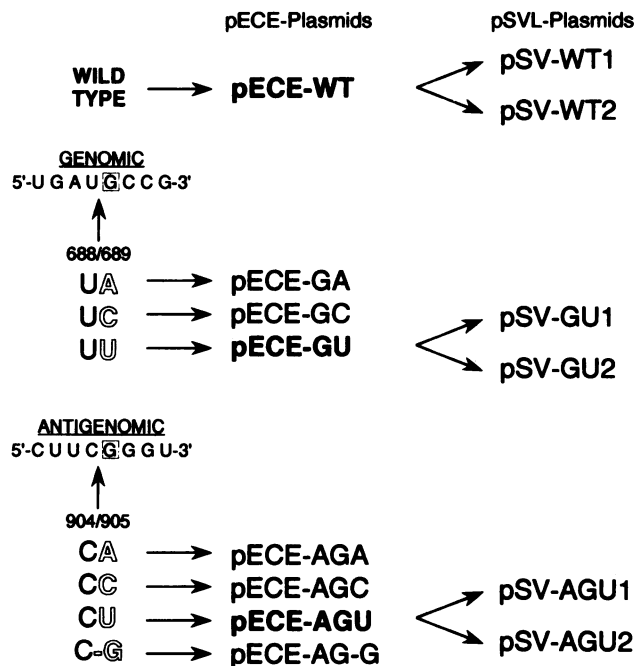 pECE-Plasmids pSVL-Plasmids
WILD TYPE pECE-WT pSV-WT1
pSV-WT2
GENOMIC
5'-U G A U G C C G-3'
688/689
UA pECE-GA
UC pECE-GC
UU pECE-GU pSV-GU1
pSV-GU2
ANTIGENOMIC
5'-C U U C G G G U-3'
904/905
CA pECE-AGA
CC pECE-AGC
CU pECE-AGU pSV-AGU1
C-G pECE-AG-G pSV-AGU2